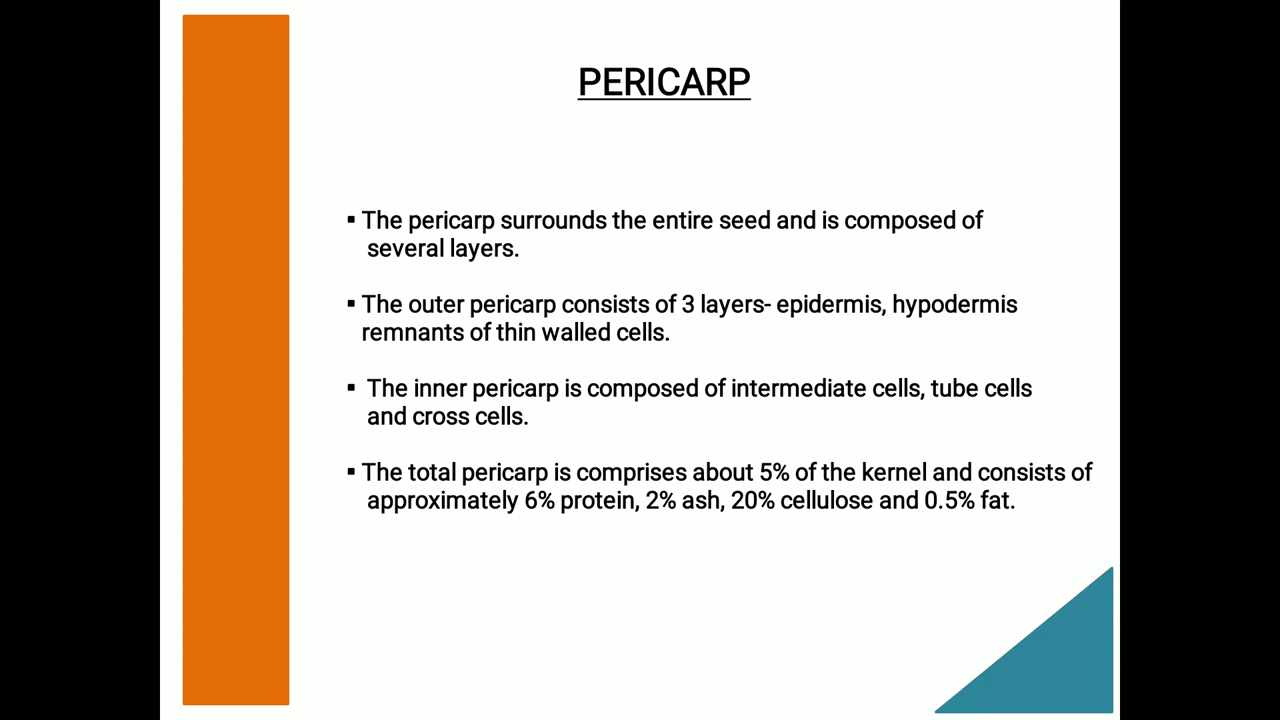 PERICARP
▪ The pericarp surrounds the entire seed and is composed of
several layers.
▪ The outer pericarp consists of 3 layers- epidermis, hypodermis
remnants of thin walled cells.
▪ The inner pericarp is composed of intermediate cells, tube cells
and cross cells.
▪ The total pericarp is comprises about 5% of the kernel and consists of
approximately 6% protein, 2% ash, 20% cellulose and 0.5% fat.